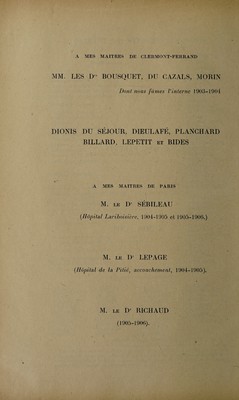 A MES MAITRES DE CLERMONT-FERRAND
MM. LES Drs BOUSQUET, DU CAZALS, MORIN
Dont nous fûmes l'interne 1903-1904
DIONIS DU SÉJOUR, DIEULAFÉ, PLANCHARD
BILLARD, LEPETIT ET BIDES
A MES MAITRES DE PARIS
M. LE Dr SÉBILEAU
(Hôpital Lariboisière, 1904-1905 et 1905-1906.)
M. LE Dr LEPAGE
(Hôpital de la Pitié, accouchement, 1904-1905).
M. LE Dr RICHAUD
(1905-1906).